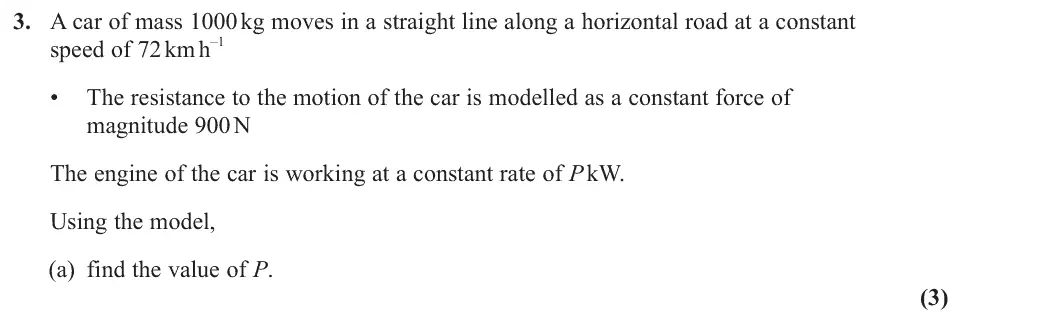 3. A car of mass 1000 kg moves in a straight line along a horizontal road at a constant
speed of 72 km h⁻¹
• The resistance to the motion of the car is modelled as a constant force of
magnitude 900 N
The engine of the car is working at a constant rate of P kW.
Using the model,
(a) find the value of P.
(3)